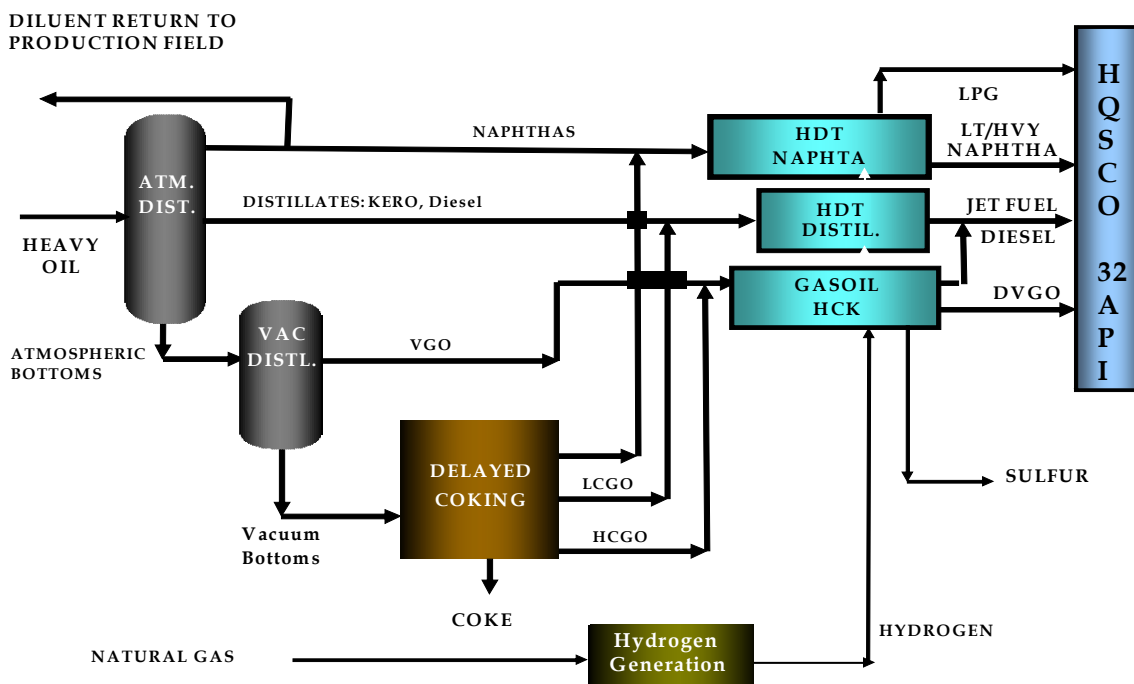 DILUENT RETURN TO
PRODUCTION FIELD
LPG
HDT
NAPHTA
NAPHTHAS
LT/HVY
NAPHTHA
ATM.
DIST.
DISTILLATES: KERO, Diesel
HDT
DISTIL.
JET FUEL
DIESEL
HEAVY
OIL
GASOIL
HCK
DVGO
HQSCO 32API
ATMOSPHERIC
BOTTOMS
VAC
DISTL.
VGO
DELAYED
COKING
LCGO
HCGO
SULFUR
Vacuum
Bottoms
COKE
NATURAL GAS
Hydrogen
Generation
HYDROGEN